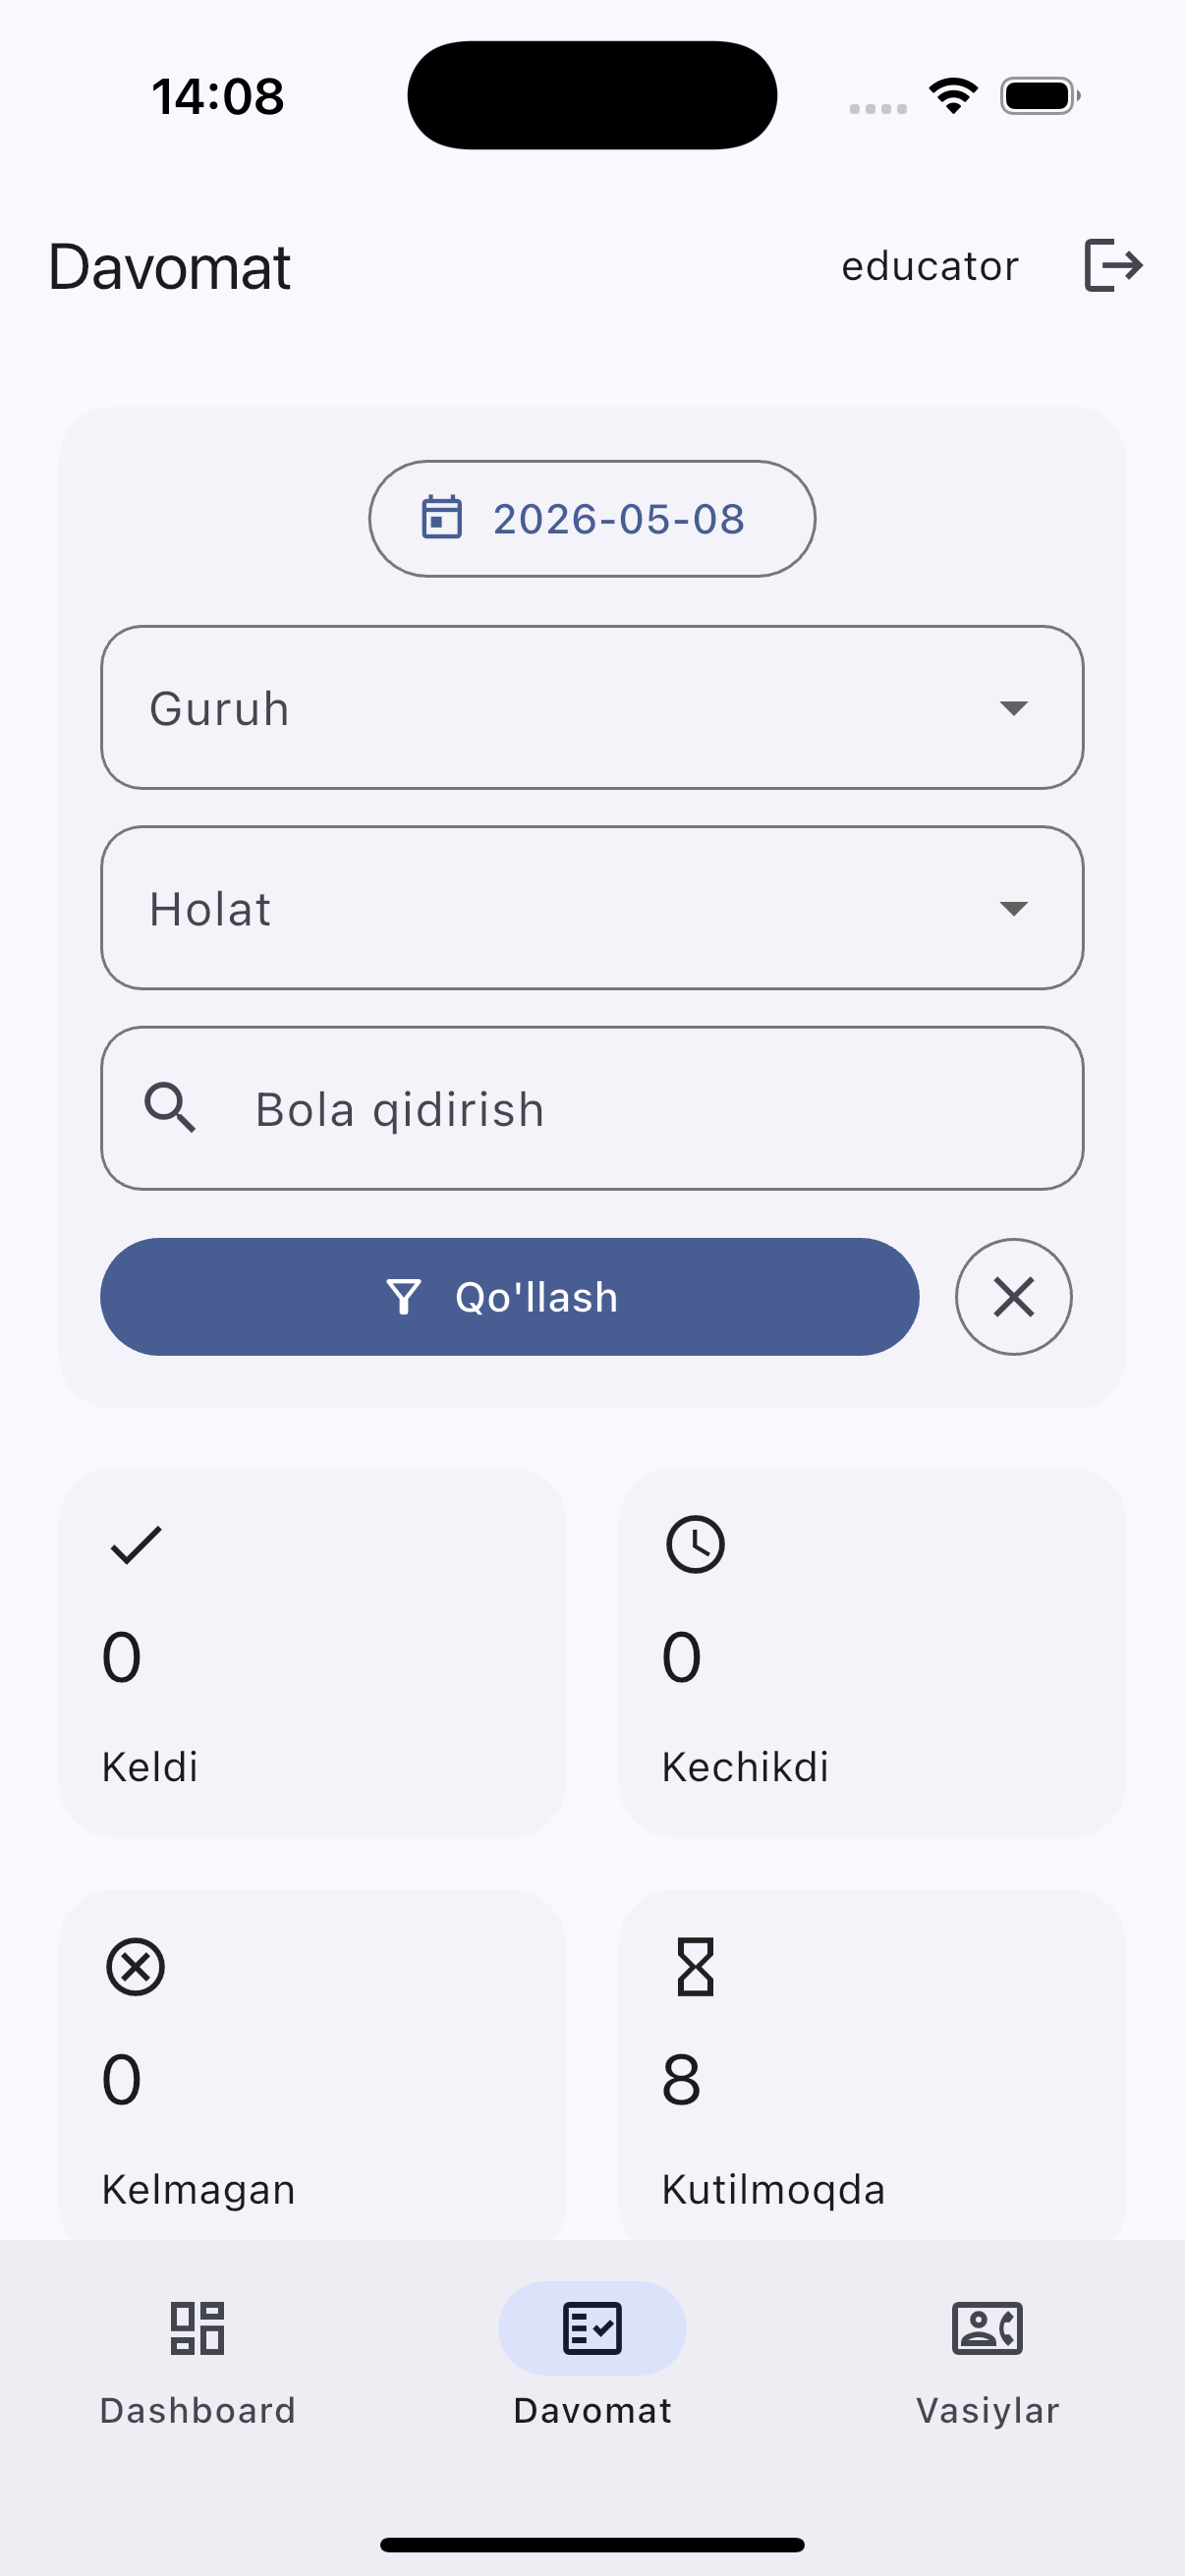 14:08
Davomat
educator
2026-05-08
Guruh
Holat
Bola qidirish
Qo'llash
0
Keldi
0
Kechikdi
0
Kelmagan
8
Kutilmoqda
Dashboard
Davomat
Vasiylar